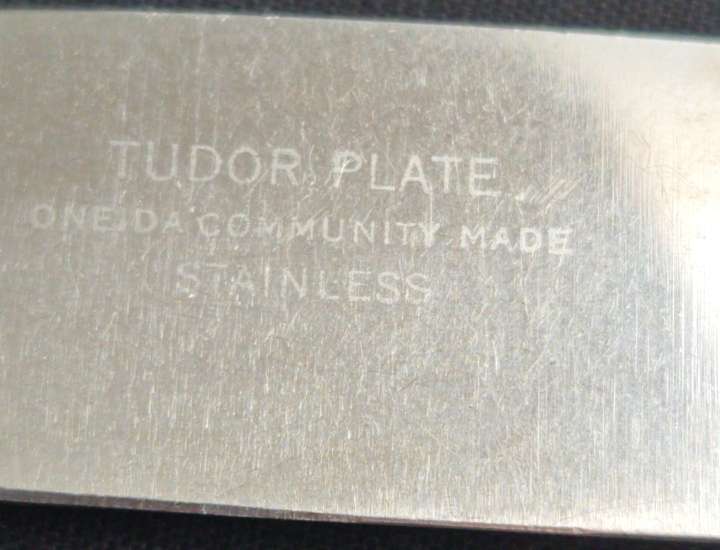 TUDOR PLATE
ONEIDA COMMUNITY MADE
STAINLESS